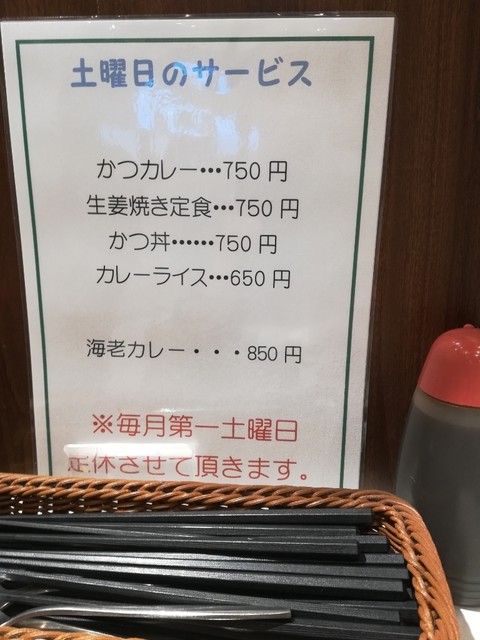 土曜日のサービス
かつカレー•••750円
生姜焼き定食•••750円
かつ丼••••••750円
カレーライス•••650円
海老カレー・・・850円
※毎月第一土曜日
定休させて頂きます。